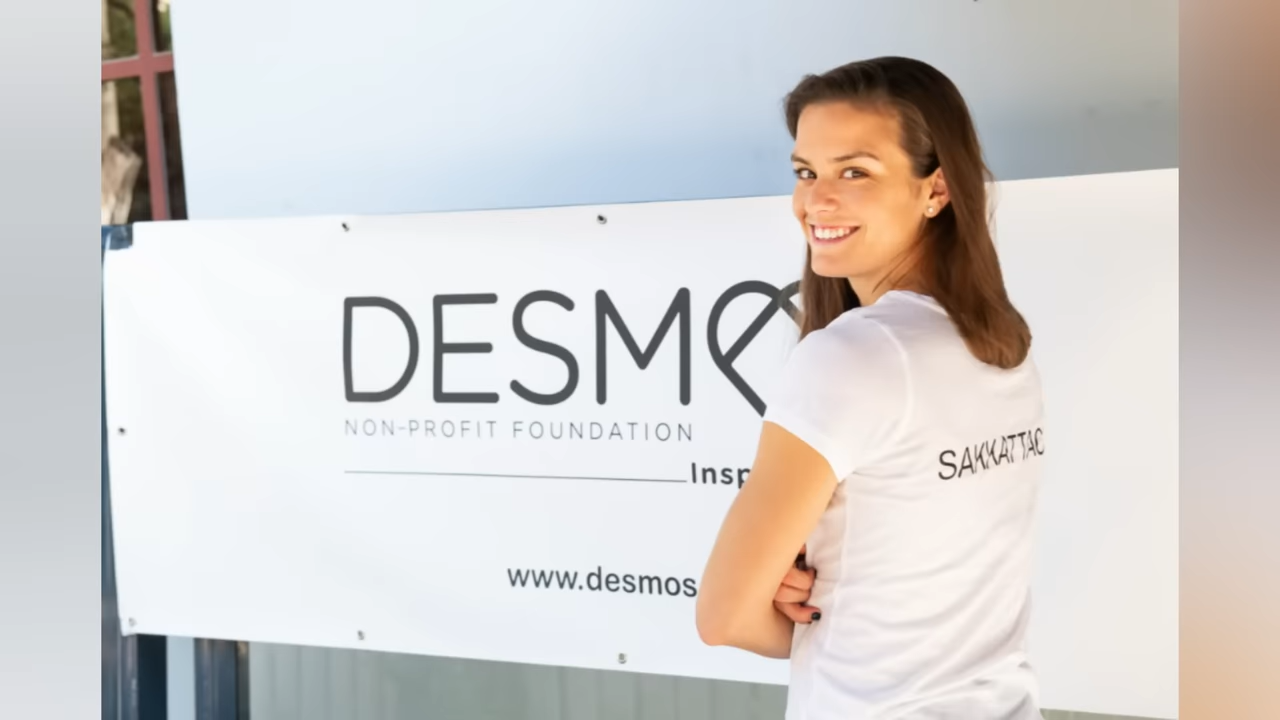 DESMO
NON-PROFIT FOUNDATION
Insp
www.desmos
SAKKATTAC